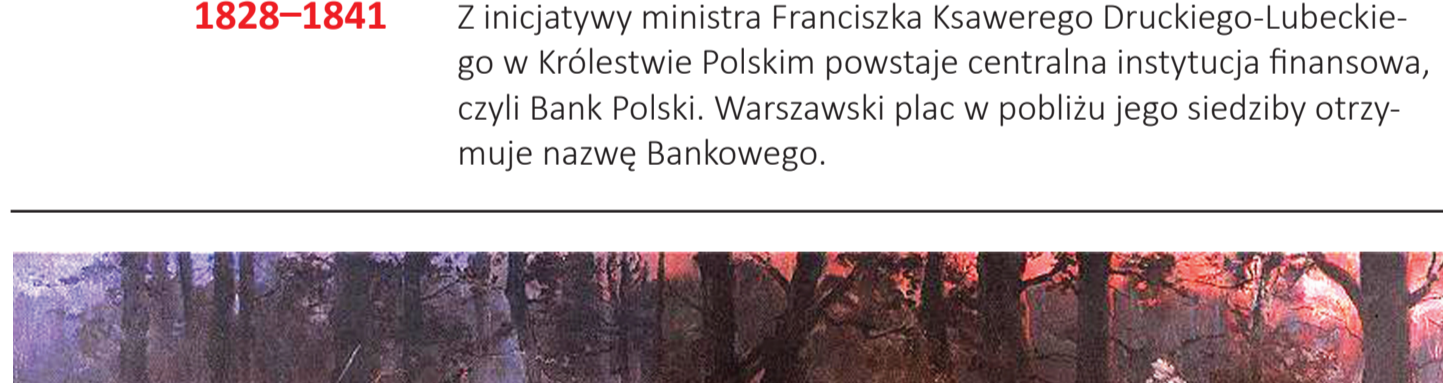 1828–1841
Z inicjatywy ministra Franciszka Ksawerego Druckiego-Lubeckie-
go w Królestwie Polskim powstaje centralna instytucja finansowa,
czyli Bank Polski. Warszawski plac w pobliżu jego siedziby otrzy-
muje nazwę Bankowego.